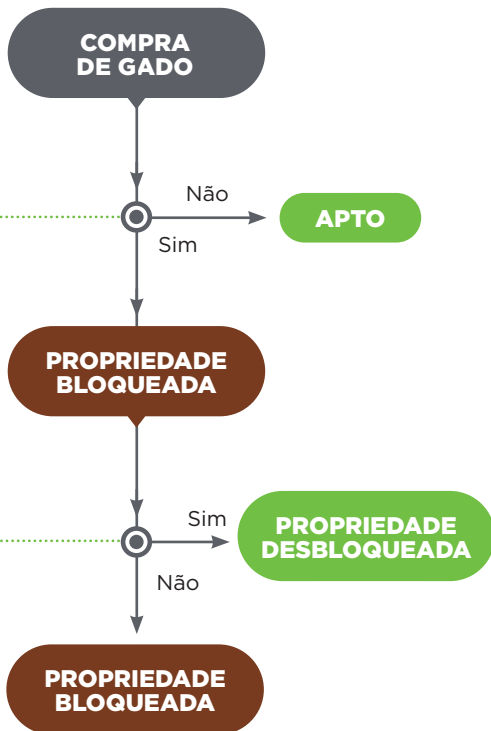 COMPRA
DE GADO
Não
APTO
Sim
PROPRIEDADE
BLOQUEADA
Sim
PROPRIEDADE
DESBLOQUEADA
Não
PROPRIEDADE
BLOQUEADA